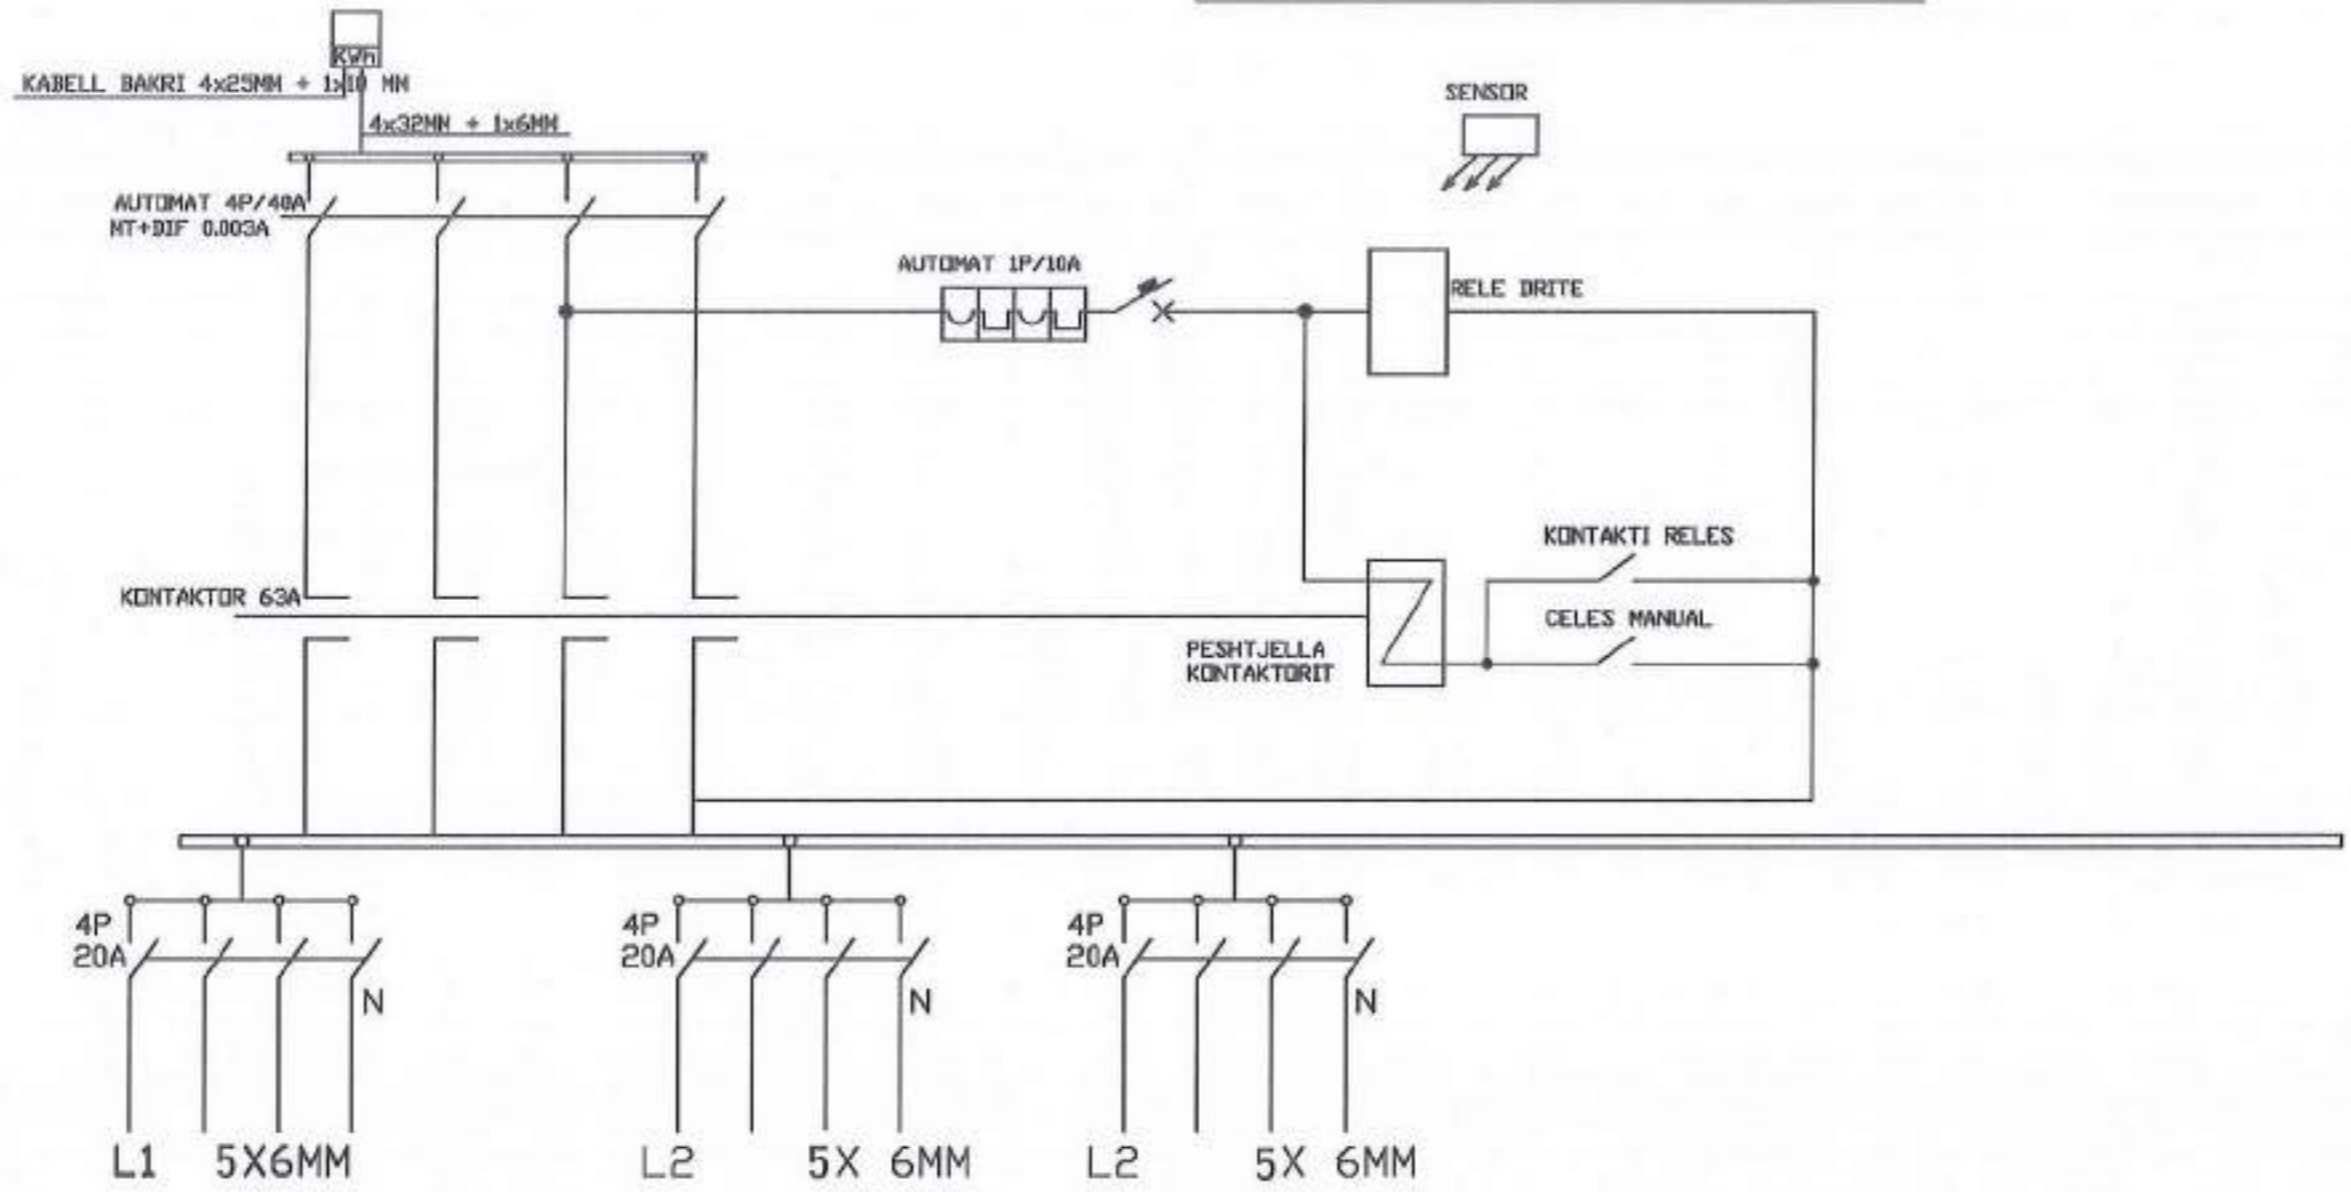 KWh
KABELL BAKRI 4x25MM + 1x10 MM
4x32MM + 1x6MM
SENSOR
AUTOMAT 4P/40A
MT+DIF 0.003A
AUTOMAT 1P/10A
RELE DRITE
KONTAKTI RELES
KONTAKTOR 63A
CELES MANUAL
PESHTJELLA
KONTAKTORIT
4P
20A
N
4P
20A
N
4P
20A
N
L1 5X6MM
L2 5X 6MM
L2 5X 6MM